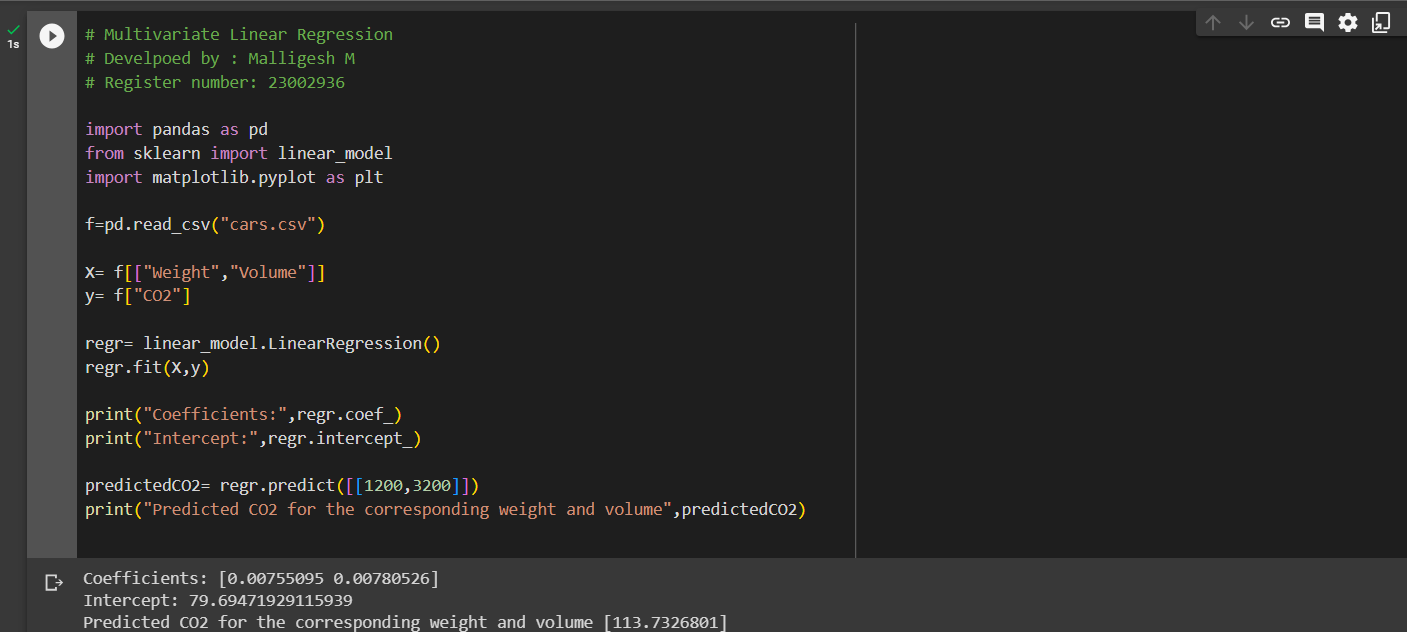 1s
# Multivariate Linear Regression
# Develpoed by : Malligesh M
# Register number: 23002936
import pandas as pd
from sklearn import linear_model
import matplotlib.pyplot as plt
f=pd.read_csv("cars.csv")
X= f[["Weight","Volume"]]
y= f["CO2"]
regr= linear_model.LinearRegression()
regr.fit(X,y)
print("Coefficients:",regr.coef_)
print("Intercept:",regr.intercept_)
predictedCO2= regr.predict([[1200,3200]])
print("Predicted CO2 for the corresponding weight and volume",predictedCO2)
Coefficients: [0.00755095 0.00780526]
Intercept: 79.69471929115939
Predicted CO2 for the corresponding weight and volume [113.7326801]